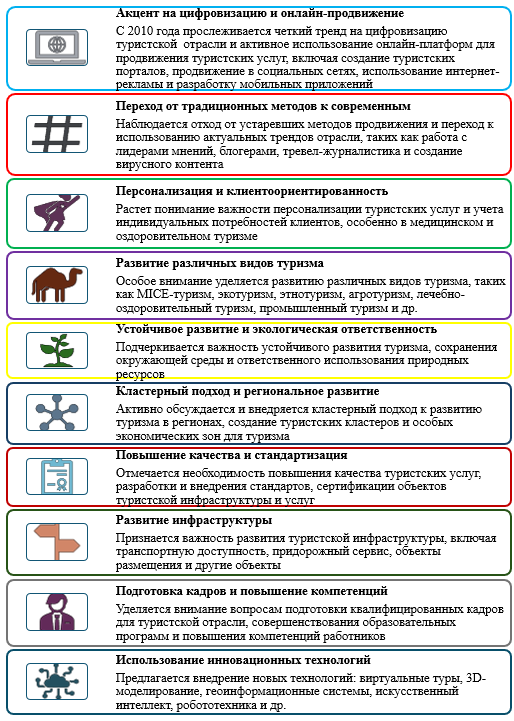 Акцент на цифровизацию и онлайн-продвижение
С 2010 года прослеживается четкий тренд на цифровизацию
туристской отрасли и активное использование онлайн-платформ для
продвижения туристских услуг, включая создание туристских
порталов, продвижение в социальных сетях, использование интернет-
рекламы и разработку мобильных приложений
Переход от традиционных методов к современным
Наблюдается отход от устаревших методов продвижения и переход к
использованию актуальных трендов отрасли, таких как работа с
лидерами мнений, блогерами, тревел-журналистика и создание
вирусного контента
Персонализация и клиентоориентированность
Растет понимание важности персонализации туристских услуг и учета
индивидуальных потребностей клиентов, особенно в медицинском и
оздоровительном туризме
Развитие различных видов туризма
Особое внимание уделяется развитию различных видов туризма, таких
как MICE-туризм, экотуризм, этнотуризм, агротуризм, лечебно-
оздоровительный туризм, промышленный туризм и др.
Устойчивое развитие и экологическая ответственность
Подчеркивается важность устойчивого развития туризма, сохранения
окружающей среды и ответственного использования природных
ресурсов
Кластерный подход и региональное развитие
Активно обсуждается и внедряется кластерный подход к развитию
туризма в регионах, создание туристских кластеров и особых
экономических зон для туризма
Повышение качества и стандартизация
Отмечается необходимость повышения качества туристских услуг,
разработки и внедрения стандартов, сертификации объектов
туристской инфраструктуры и услуг
Развитие инфраструктуры
Признается важность развития туристской инфраструктуры, включая
транспортную доступность, придорожный сервис, объекты
размещения и другие объекты
Подготовка кадров и повышение компетенций
Уделяется внимание вопросам подготовки квалифицированных кадров
для туристской отрасли, совершенствования образовательных
программ и повышения компетенций работников
Использование инновационных технологий
Предлагается внедрение новых технологий: виртуальные туры, 3D-
моделирование, геоинформационные системы, искусственный
интеллект, робототехника и др.